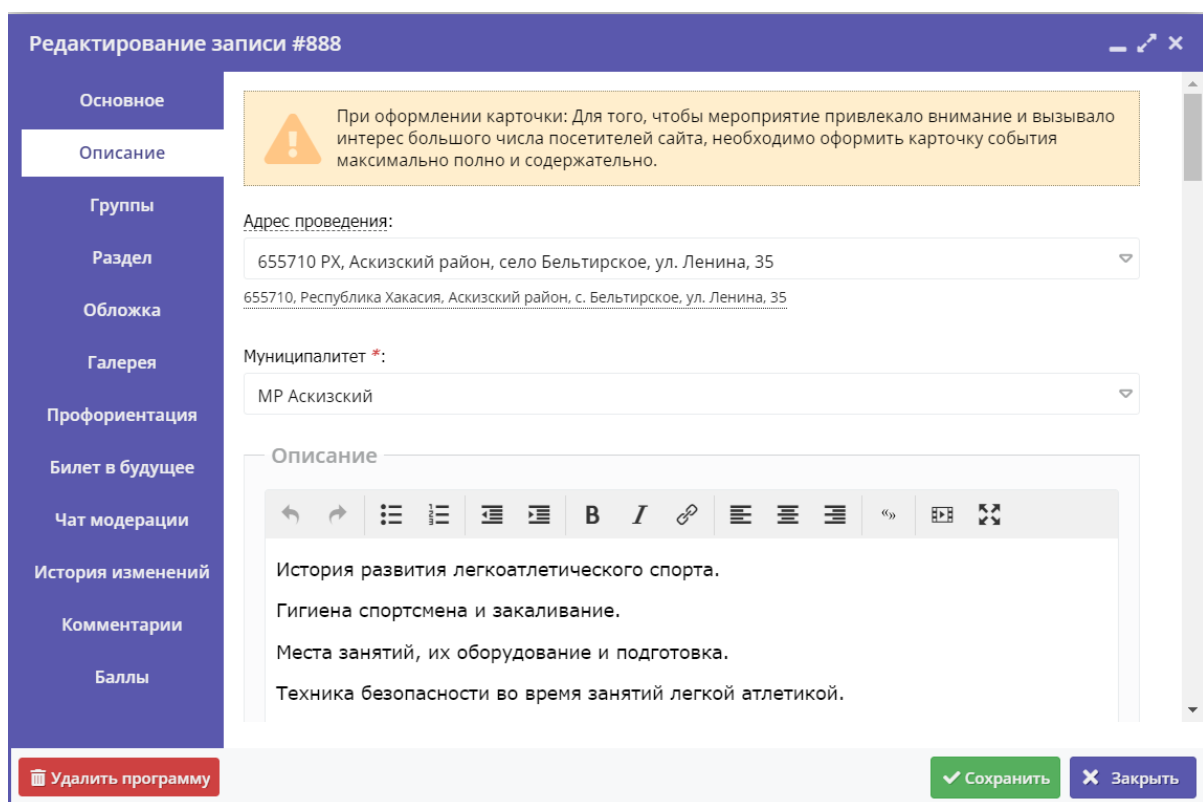 Редактирование записи #888
Основное
Описание
Группы
Раздел
Обложка
Галерея
Профориентация
Билет в будущее
Чат модерации
История изменений
Комментарии
Баллы
При оформлении карточки: Для того, чтобы мероприятие привлекало внимание и вызывало
интерес большого числа посетителей сайта, необходимо оформить карточку события
максимально полно и содержательно.
Адрес проведения:
655710 РХ, Аскизский район, село Бельтирское, ул. Ленина, 35
655710, Республика Хакасия, Аскизский район, с. Бельтирское, ул. Ленина, 35
Муниципалитет *:
МР Аскизский
Описание
B I «»
История развития легкоатлетического спорта.
Гигиена спортсмена и закаливание.
Места занятий, их оборудование и подготовка.
Техника безопасности во время занятий легкой атлетикой.
Удалить программу
Сохранить
Закрыть